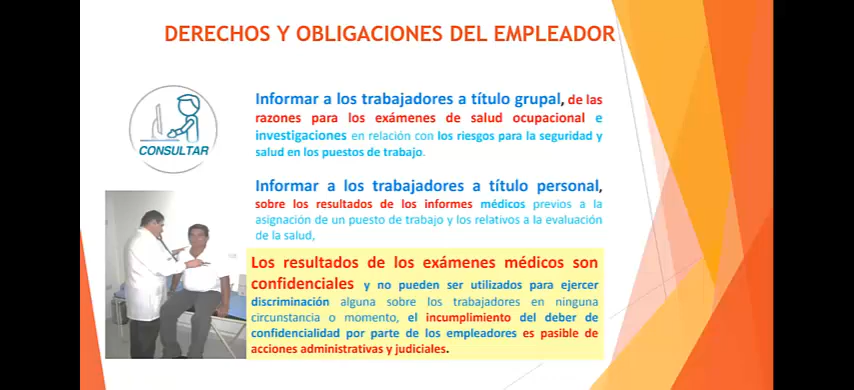 DERECHOS Y OBLIGACIONES DEL EMPLEADOR
CONSULTAR
Informar a los trabajadores a título grupal, de las
razones para los exámenes de salud ocupacional e
investigaciones en relación con los riesgos para la seguridad y
salud en los puestos de trabajo.
Informar a los trabajadores a título personal,
sobre los resultados de los informes médicos previos a la
asignación de un puesto de trabajo y los relativos a la evaluación
de la salud,
Los resultados de los exámenes médicos son
confidenciales y no pueden ser utilizados para ejercer
discriminación alguna sobre los trabajadores en ninguna
circunstancia o momento, el incumplimiento del deber de
confidencialidad por parte de los empleadores es pasible de
acciones administrativas y judiciales.